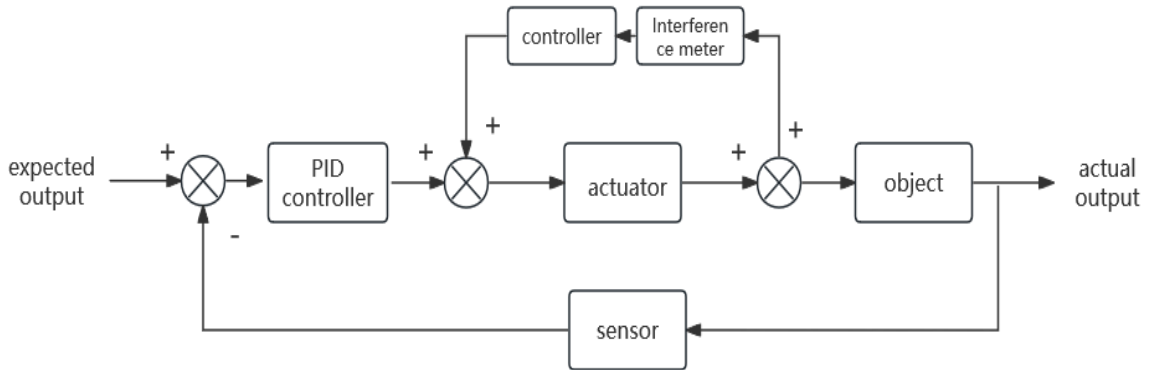 controller
Interferen
ce meter
+
+
+
+
+
expected
output
PID
controller
actuator
object
actual
output
-
sensor